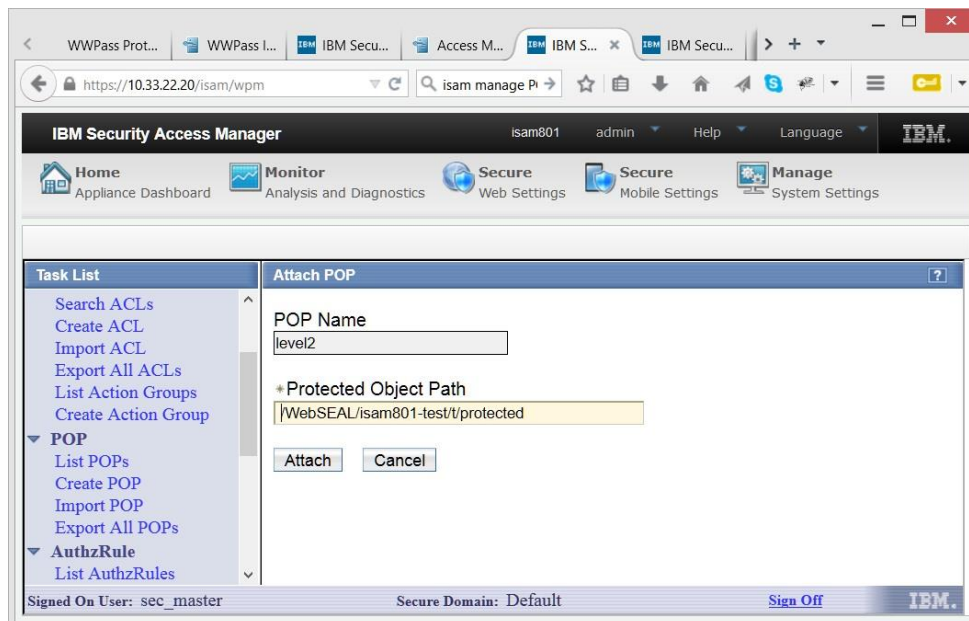 WWPass Prot...
WWPass I...
IBM IBM Secu...
Access M...
IBM IBM S... ×
IBM IBM Secu...
https://10.33.22.20/isam/wpm
isam manage P
IBM Security Access Manager
isam801
admin
Help
Language
IBM.
Home
Appliance Dashboard
Monitor
Analysis and Diagnostics
Secure
Web Settings
Secure
Mobile Settings
Manage
System Settings
Task List
Search ACLs
Create ACL
Import ACL
Export All ACLs
List Action Groups
Create Action Group
POP
List POPs
Create POP
Import POP
Export All POPs
AuthzRule
List AuthzRules
Attach POP
?
POP Name
level2
*Protected Object Path
/WebSEAL/isam801-test/t/protected
Attach
Cancel
Signed On User: sec_master
Secure Domain: Default
Sign Off
IBM.